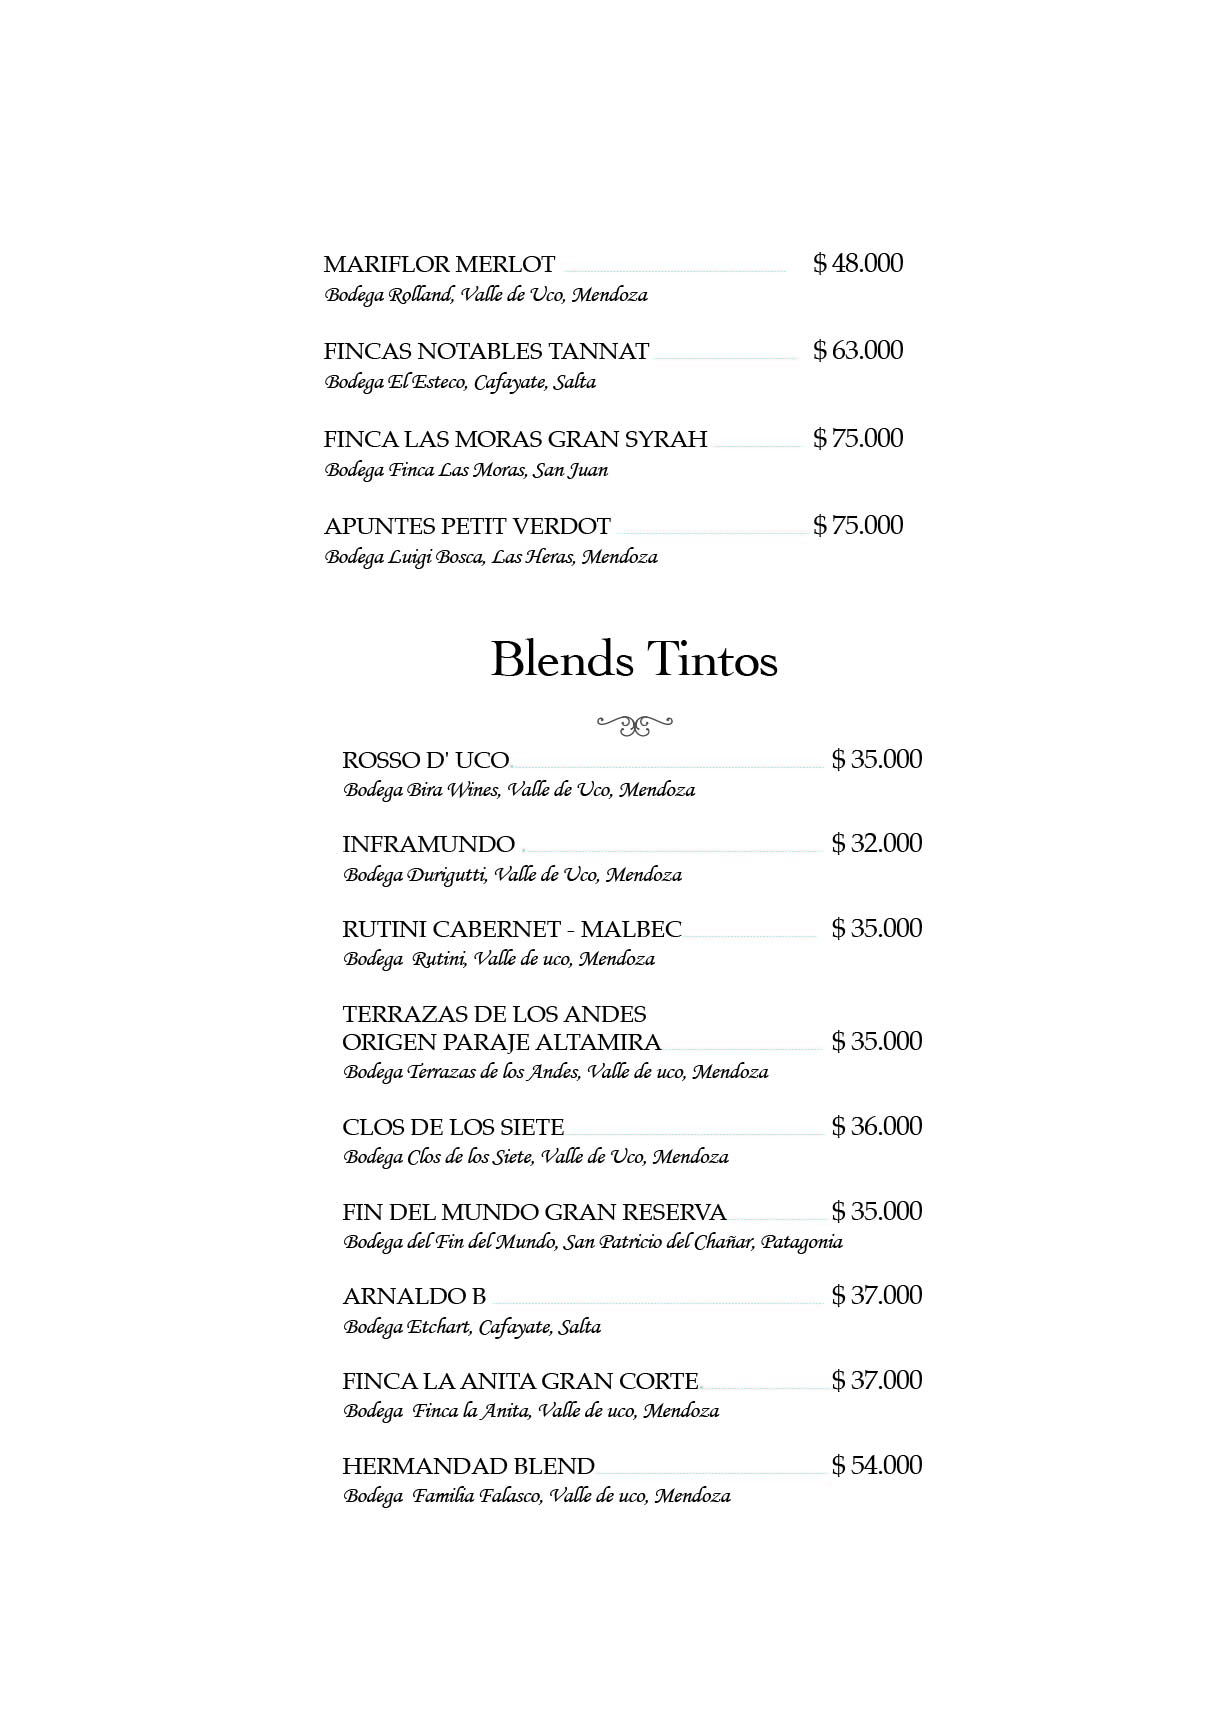 MARIFLOR MERLOT $ 48.000
Bodega Rolland, Valle de Uco, Mendoza
FINCAS NOTABLES TANNAT $ 63.000
Bodega El Esteco, Cafayate, Salta
FINCA LAS MORAS GRAN SYRAH $ 75.000
Bodega Finca Las Moras, San Juan
APUNTES PETIT VERDOT $ 75.000
Bodega Luigi Bosca, Las Heras, Mendoza
Blends Tintos
ROSSO D' UCO $ 35.000
Bodega Bira Wines, Valle de Uco, Mendoza
INFRAMUNDO $ 32.000
Bodega Durigutti, Valle de Uco, Mendoza
RUTINI CABERNET - MALBEC $ 35.000
Bodega Rutini, Valle de uco, Mendoza
TERRAZAS DE LOS ANDES
ORIGEN PARAJE ALTAMIRA $ 35.000
Bodega Terrazas de los Andes, Valle de uco, Mendoza
CLOS DE LOS SIETE $ 36.000
Bodega Clos de los Siete, Valle de Uco, Mendoza
FIN DEL MUNDO GRAN RESERVA $ 35.000
Bodega del Fin del Mundo, San Patricio del Chañar, Patagonia
ARNALDO B $ 37.000
Bodega Etchart, Cafayate, Salta
FINCA LA ANITA GRAN CORTE $ 37.000
Bodega Finca la Anita, Valle de uco, Mendoza
HERMANDAD BLEND $ 54.000
Bodega Familia Falasco, Valle de uco, Mendoza